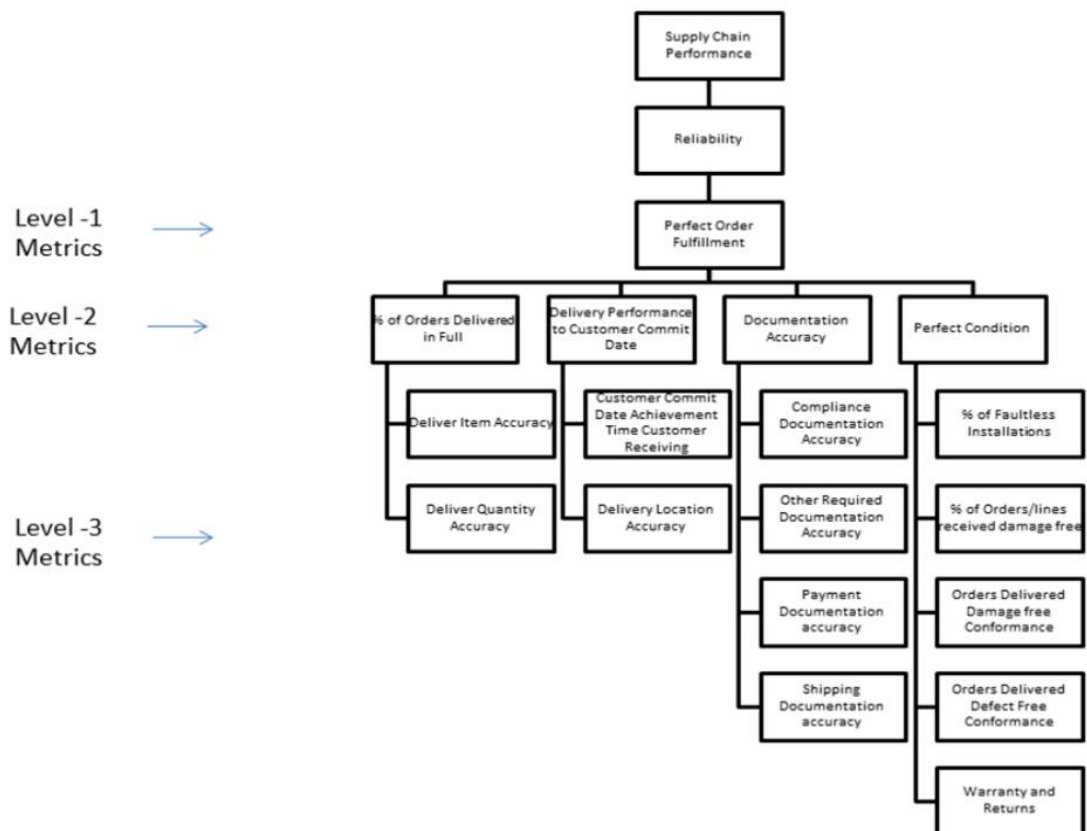 Supply Chain
Performance
Reliability
Level -1
Metrics
Perfect Order
Fulfillment
Level -2
Metrics
% of Orders Delivered
in Full
Delivery Performance
to Customer Commit
Date
Documentation
Accuracy
Perfect Condition
Level -3
Metrics
Deliver Item Accuracy
Customer Commit
Date Achievement
Time Customer
Receiving
Compliance
Documentation
Accuracy
% of Faultless
Installations
Deliver Quantity
Accuracy
Delivery Location
Accuracy
Other Required
Documentation
Accuracy
% of Orders/lines
received damage free
Payment
Documentation
accuracy
Orders Delivered
Damage free
Conformance
Shipping
Documentation
accuracy
Orders Delivered
Defect Free
Conformance
Warranty and
Returns